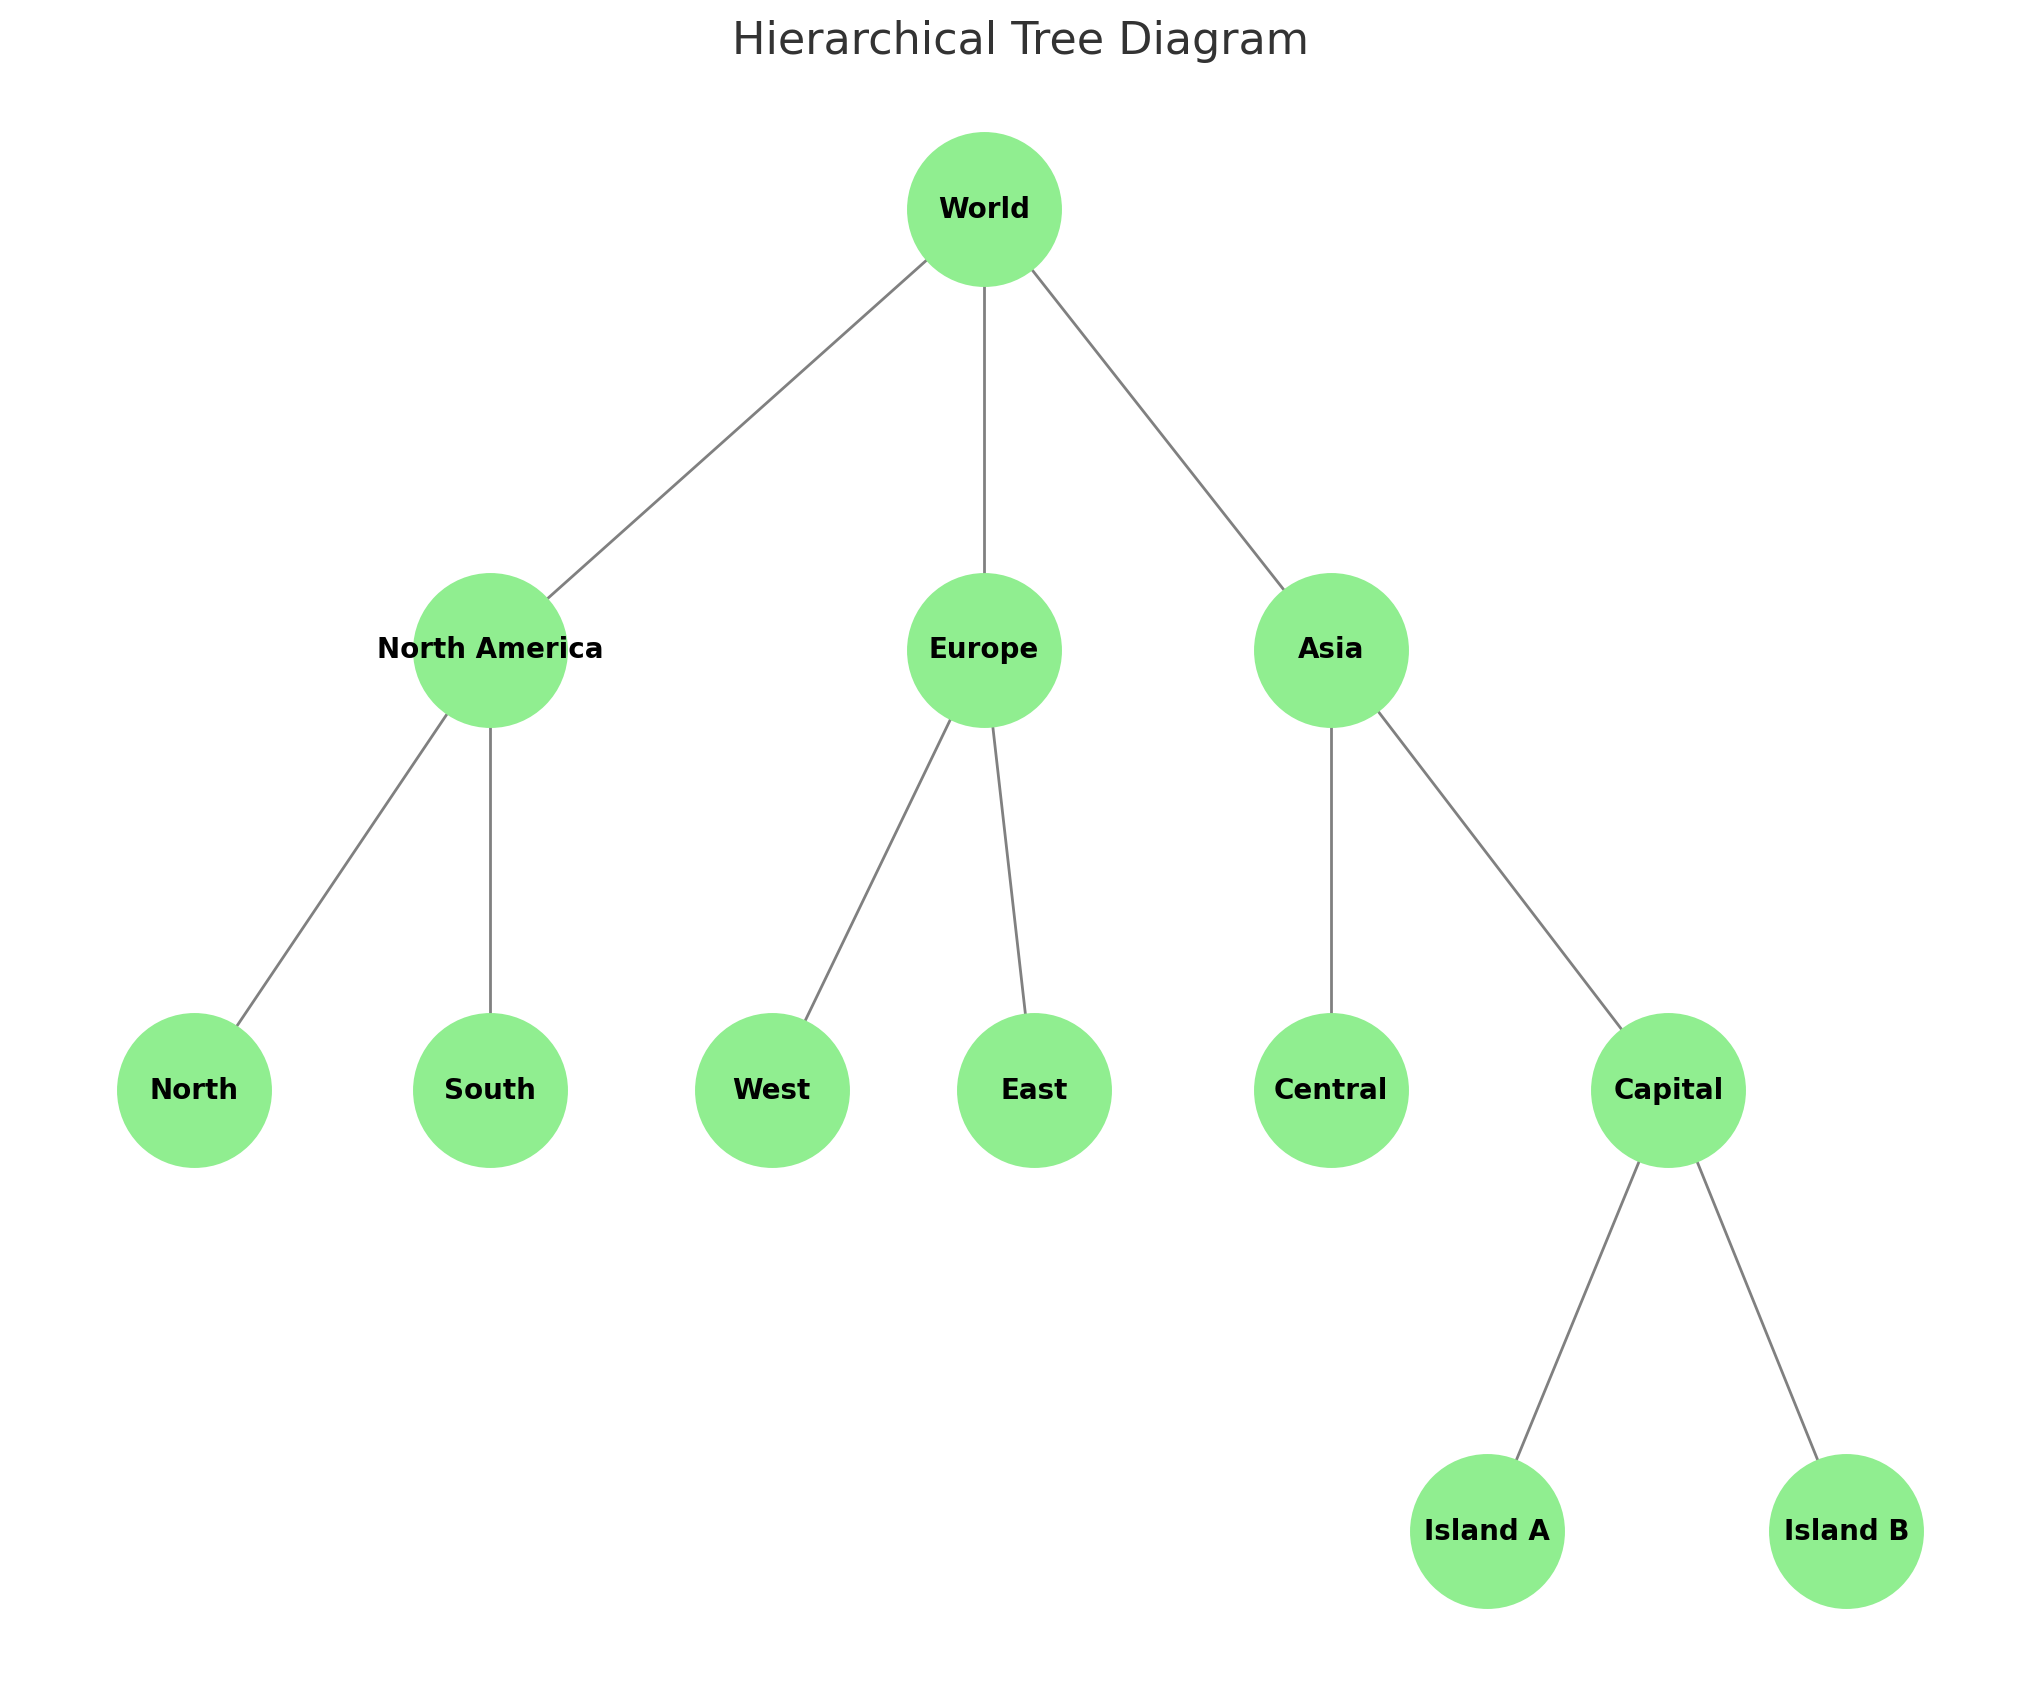 Hierarchical Tree Diagram
World
North America
Europe
Asia
North
South
West
East
Central
Capital
Island A
Island B